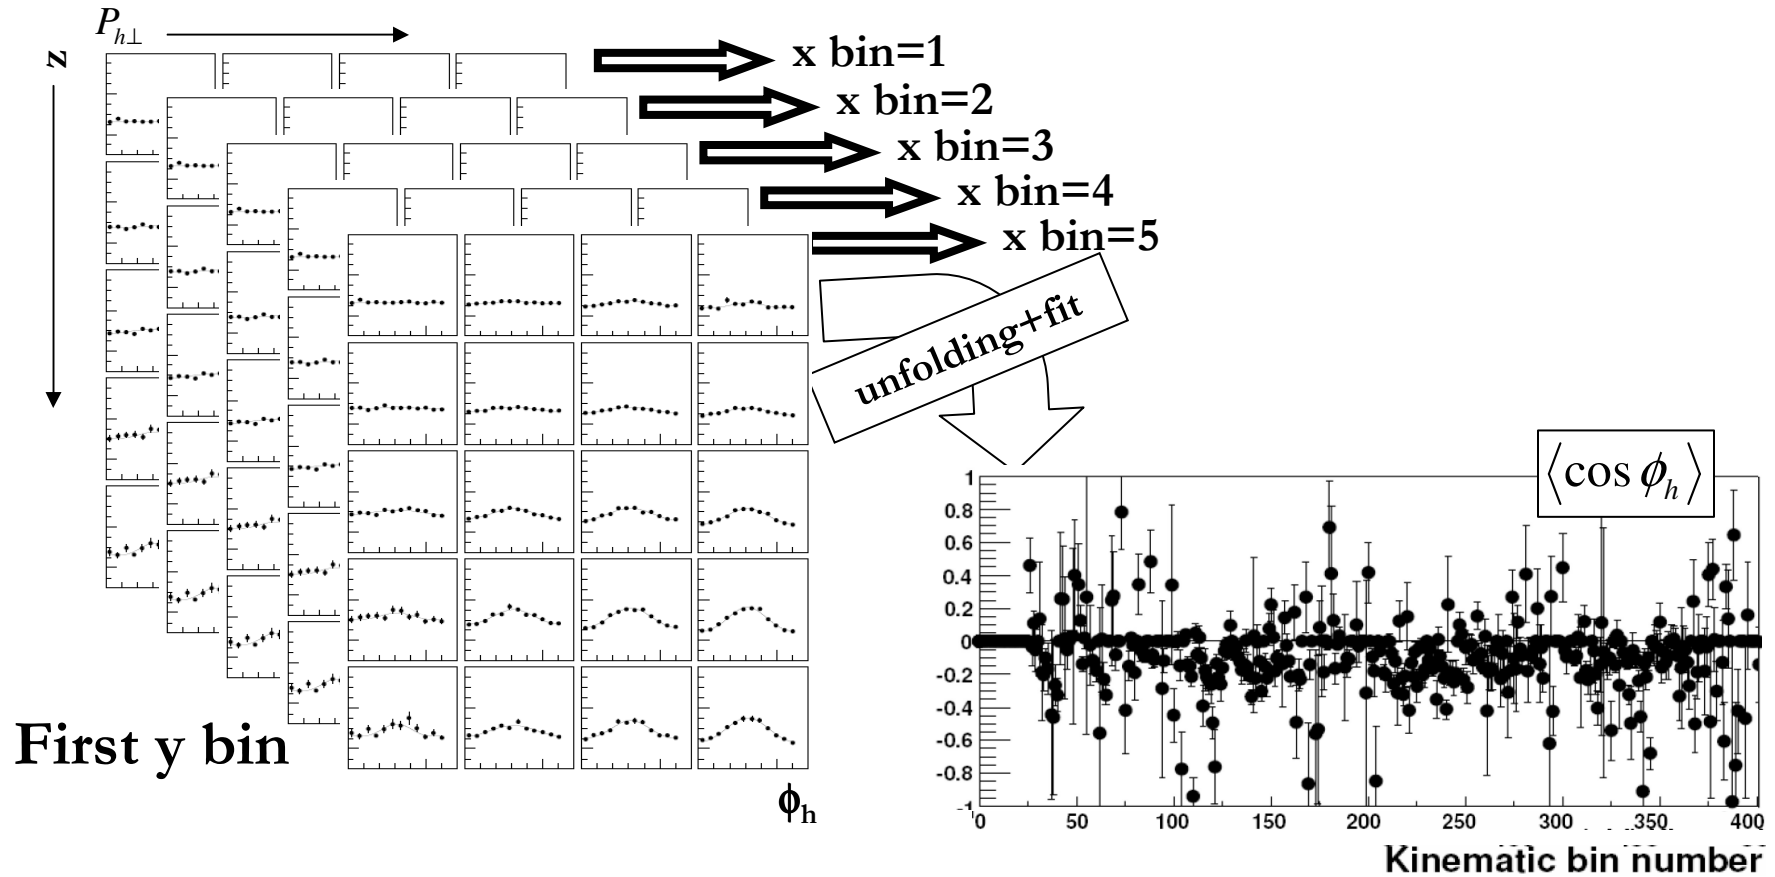 P_{h⊥}
z
x bin=1
x bin=2
x bin=3
x bin=4
x bin=5
unfolding+fit
First y bin
ϕ_h
⟨cos ϕ_h⟩
1
0.8
0.6
0.4
0.2
0
-0.2
-0.4
-0.6
-0.8
-1
0 50 100 150 200 250 300 350 400
Kinematic bin number